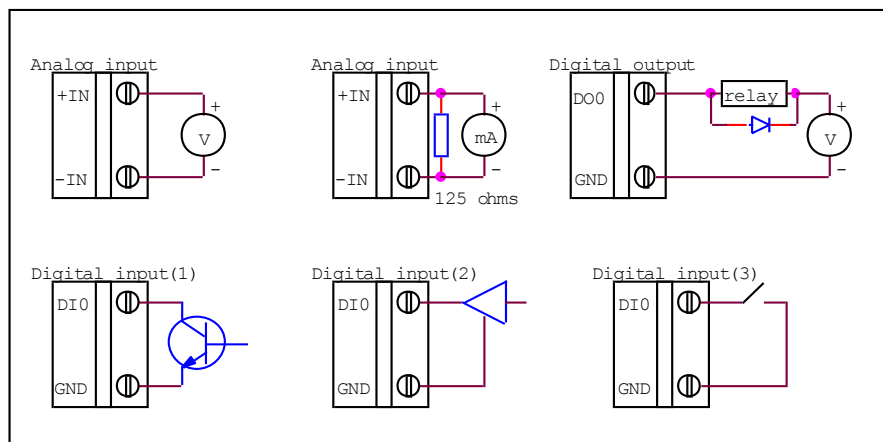 Analog input
+IN
+
V
-IN
-
Analog input
+IN
+
mA
-IN
-
125 ohms
Digital output
DO0
relay
+
V
GND
-
Digital input(1)
DI0
GND
Digital input(2)
DI0
GND
Digital input(3)
DI0
GND